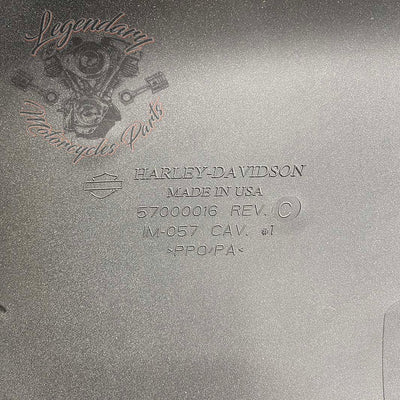 Legendary
Motorcycles Parts
HARLEY-DAVIDSON
MADE IN USA
57000016 REV. C
IM-057 CAV. #1
>PPO/PA<